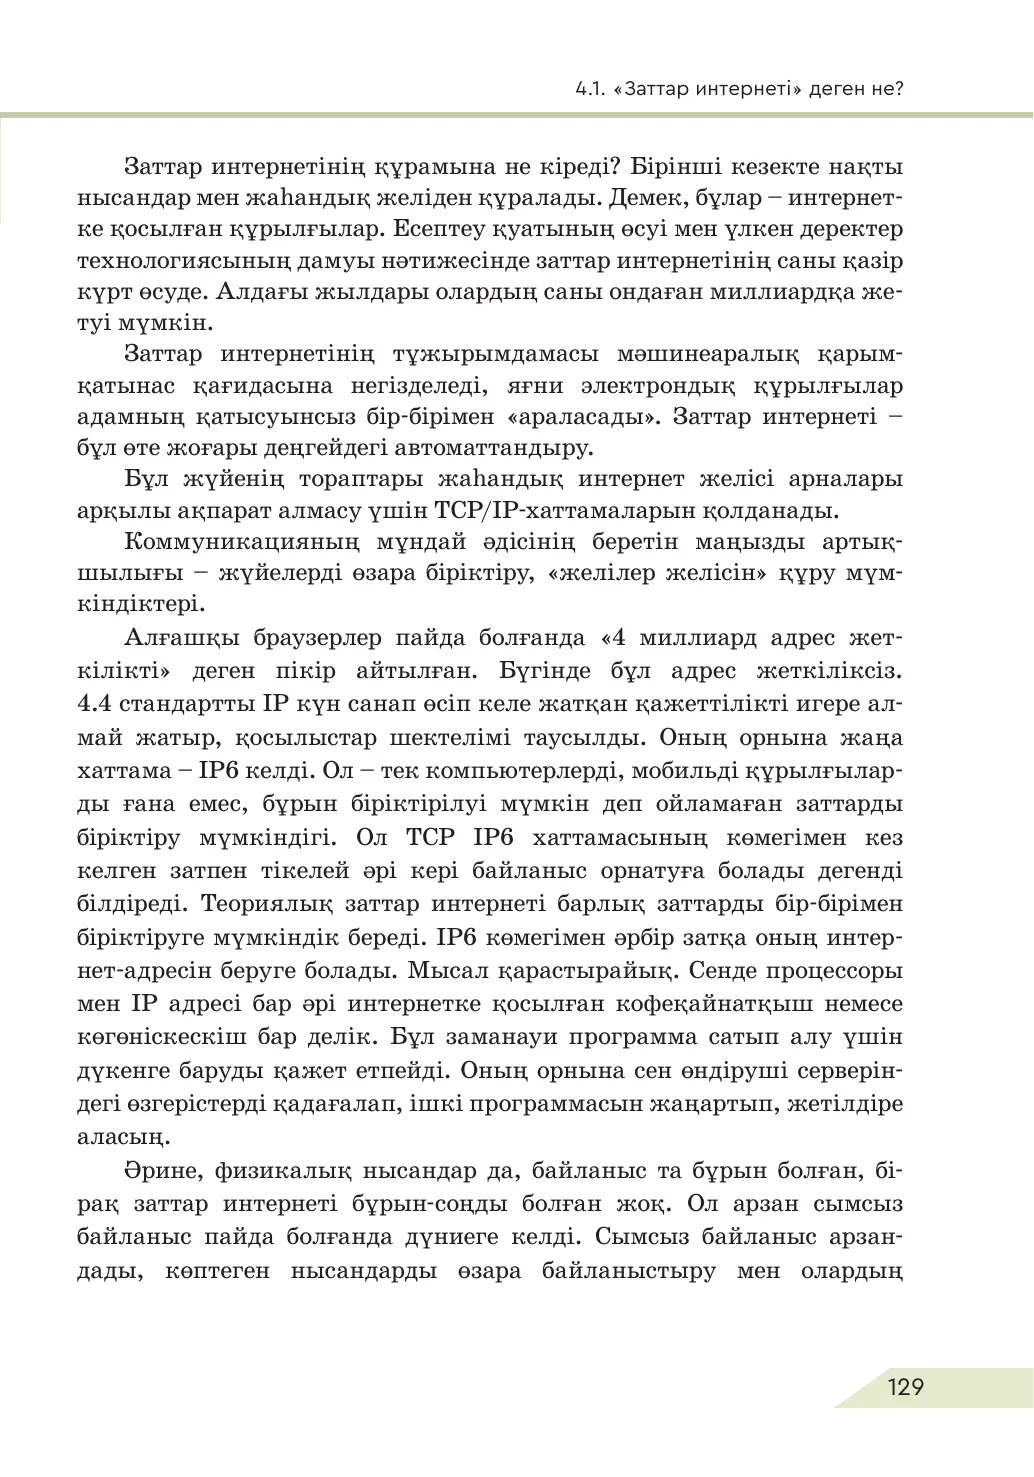 4.1. «Заттар интернеті» деген не?
Заттар интернетінің құрамына не кіреді? Бірінші кезекте нақты
нысандар мен жаһандық желіден құралады. Демек, бұлар – интернет-
ке қосылған құрылғылар. Есептеу қуатының өсуі мен үлкен деректер
технологиясының дамуы нәтижесінде заттар интернетінің саны қазір
күрт өсуде. Алдағы жылдары олардың саны ондаған миллиардқа же-
туі мүмкін.
Заттар интернетінің тұжырымдамасы мәшинеаралық қарым-
қатынас қағидасына негізделеді, яғни электрондық құрылғылар
адамның қатысуынсыз бір-бірімен «араласады». Заттар интернеті –
бұл өте жоғары деңгейдегі автоматтандыру.
Бұл жүйенің тораптары жаһандық интернет желісі арналары
арқылы ақпарат алмасу үшін TCP/IP-хаттамаларын қолданады.
Коммуникацияның мұндай әдісінің беретін маңызды артық-
шылығы – жүйелерді өзара біріктіру, «желілер желісін» құру мүм-
кіндіктері.
Алғашқы браузерлер пайда болғанда «4 миллиард адрес жет-
кілікті» деген пікір айтылған. Бүгінде бұл адрес жеткіліксіз.
4.4 стандартты IP күн санап өсіп келе жатқан қажеттілікті игере ал-
май жатыр, қосылыстар шектелімі таусылды. Оның орнына жаңа
хаттама – IP6 келді. Ол – тек компьютерлерді, мобильді құрылғылар-
ды ғана емес, бұрын біріктірілуі мүмкін деп ойламаған заттарды
біріктіру мүмкіндігі. Ол TCP IP6 хаттамасының көмегімен кез
келген затпен тікелей әрі кері байланыс орнатуға болады дегенді
білдіреді. Теориялық заттар интернеті барлық заттарды бір-бірімен
біріктіруге мүмкіндік береді. IP6 көмегімен әрбір затқа оның интер-
нет-адресін беруге болады. Мысал қарастырайық. Сенде процессоры
мен IP адресі бар әрі интернетке қосылған кофеқайнатқыш немесе
көгөніскескіш бар делік. Бұл заманауи программа сатып алу үшін
дүкенге баруды қажет етпейді. Оның орнына сен өндіруші серверін-
дегі өзгерістерді қадағалап, ішкі программасын жаңартып, жетілдіре
аласың.
Әрине, физикалық нысандар да, байланыс та бұрын болған, бі-
рақ заттар интернеті бұрын-соңды болған жоқ. Ол арзан сымсыз
байланыс пайда болғанда дүниеге келді. Сымсыз байланыс арзан-
дады, көптеген нысандарды өзара байланыстыру мен олардың
129